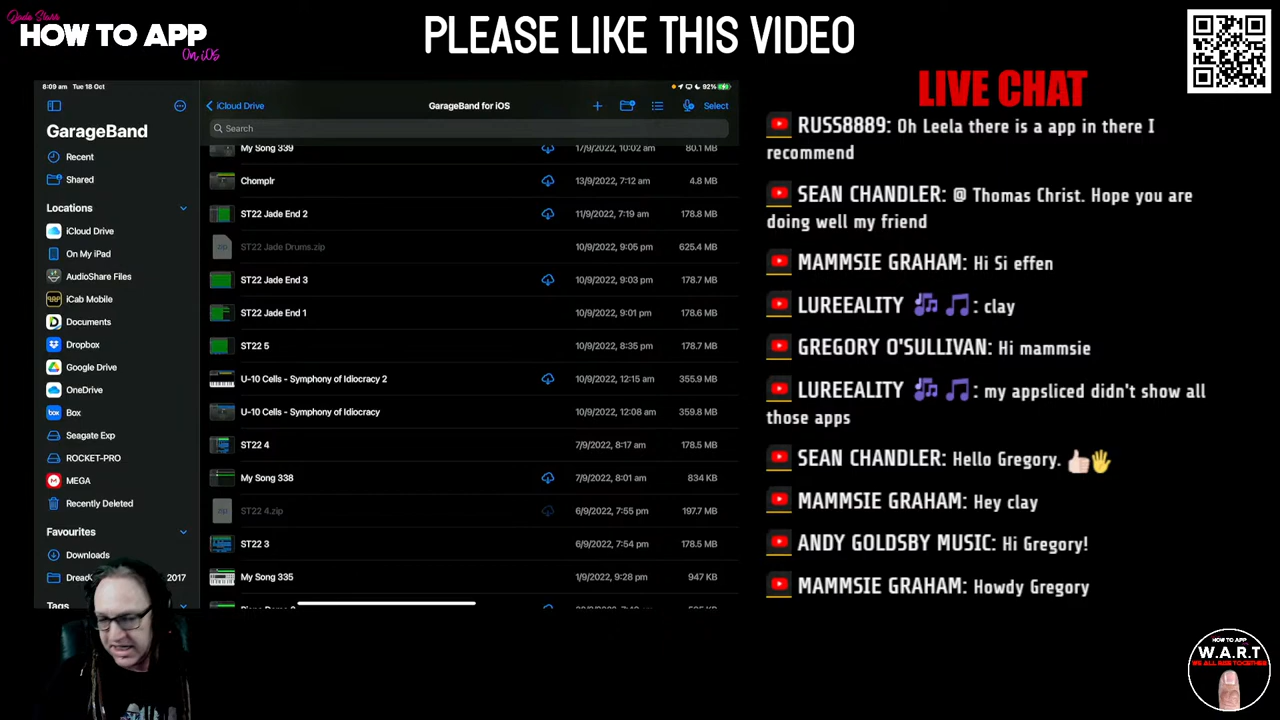 Jade Starr
HOW TO APP
On iOS
PLEASE LIKE THIS VIDEO
6:09 am Tue 18 Oct
92%
GarageBand
Recent
Shared
Locations
iCloud Drive
On My iPad
AudioShare Files
iCab Mobile
Documents
Dropbox
Google Drive
OneDrive
Box
Seagate Exp
ROCKET-PRO
MEGA
Recently Deleted
Favourites
Downloads
2017
Tags
iCloud Drive
GarageBand for iOS
Select
Search
My Song 339 17/9/2022, 10:02 am 80.1 MB
Chomplr 13/9/2022, 7:12 am 4.8 MB
ST22 Jade End 2 11/9/2022, 7:19 am 178.8 MB
ST22 Jade Drums.zip 10/9/2022, 9:05 pm 625.4 MB
ST22 Jade End 3 10/9/2022, 9:03 pm 178.7 MB
ST22 Jade End 1 10/9/2022, 9:01 pm 178.6 MB
ST22 5 10/9/2022, 8:35 pm 178.7 MB
U-10 Cells - Symphony of Idiocracy 2 10/9/2022, 12:15 am 355.9 MB
U-10 Cells - Symphony of Idiocracy 10/9/2022, 12:08 am 359.8 MB
ST22 4 7/9/2022, 8:17 am 178.5 MB
My Song 338 7/9/2022, 8:01 am 834 KB
ST22 4.zip 6/9/2022, 7:55 pm 197.7 MB
ST22 3 6/9/2022, 7:54 pm 178.5 MB
My Song 335 1/9/2022, 9:28 pm 947 KB
LIVE CHAT
RUSS8889: Oh Leela there is a app in there I
recommend
SEAN CHANDLER: @ Thomas Christ. Hope you are
doing well my friend
MAMMSIE GRAHAM: Hi Si effen
LUREEALITY 🎶 🎵: clay
GREGORY O'SULLIVAN: Hi mammsie
LUREEALITY 🎶 🎵: my appsliced didn't show all
those apps
SEAN CHANDLER: Hello Gregory. 👍🏻🖐
MAMMSIE GRAHAM: Hey clay
ANDY GOLDSBY MUSIC: Hi Gregory!
MAMMSIE GRAHAM: Howdy Gregory
HOW TO APP
W.A.R.T
WE ALL RISE TOGETHER